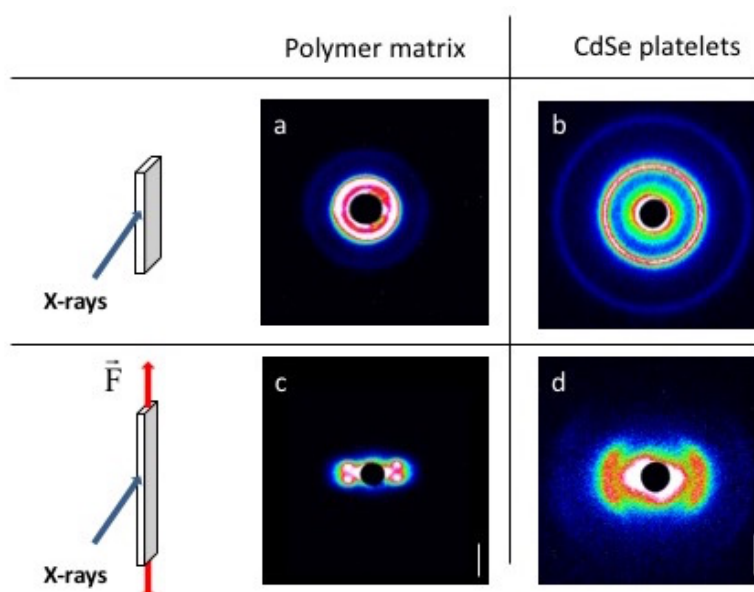 Polymer matrix
CdSe platelets
a
b
X-rays
F
c
d
X-rays